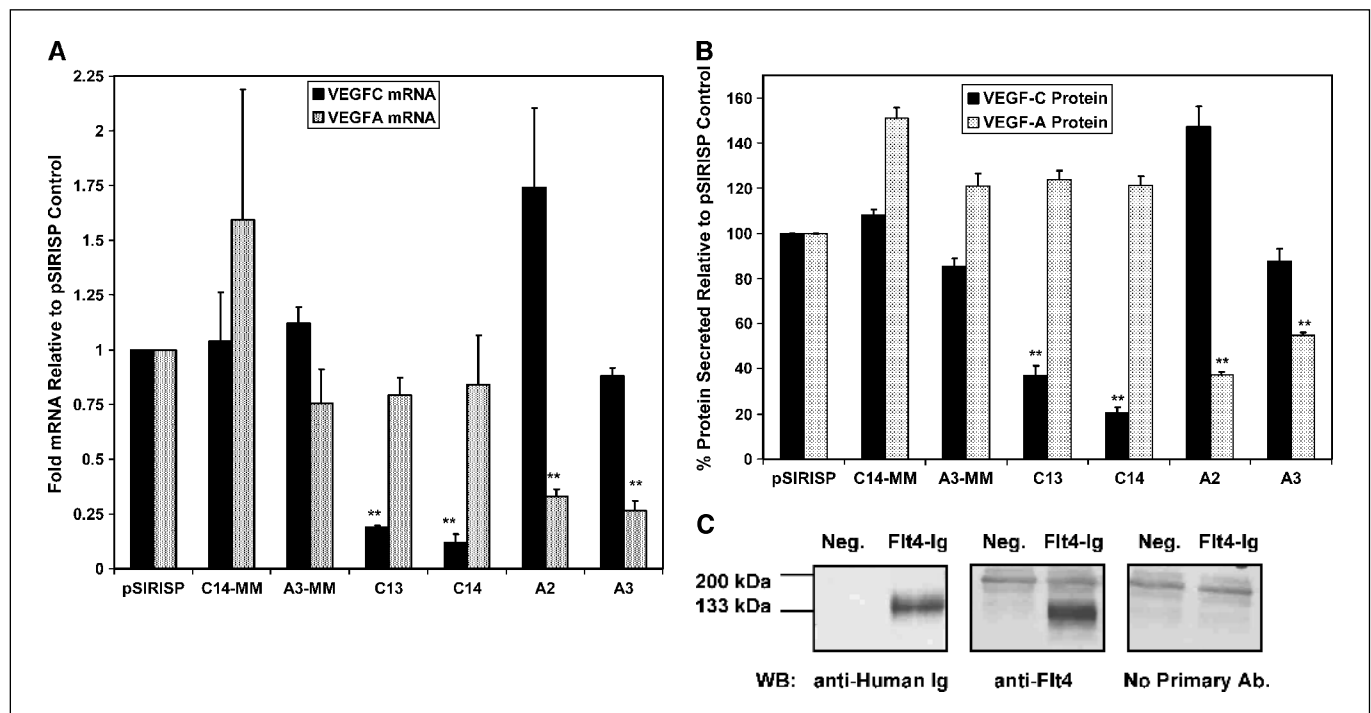 A
Fold mRNA Relative to pSIRISP Control
2.25
2
1.75
1.5
1.25
1
0.75
0.5
0.25
0
VEGFC mRNA
VEGFA mRNA
**
**
**
**
pSIRISP C14-MM A3-MM C13 C14 A2 A3
B
% Protein Secreted Relative to pSIRISP Control
160
140
120
100
80
60
40
20
0
VEGF-C Protein
VEGF-A Protein
**
**
**
**
pSIRISP C14-MM A3-MM C13 C14 A2 A3
C
Neg. Flt4-Ig Neg. Flt4-Ig Neg. Flt4-Ig
200 kDa
133 kDa
WB: anti-Human Ig anti-Flt4 No Primary Ab.